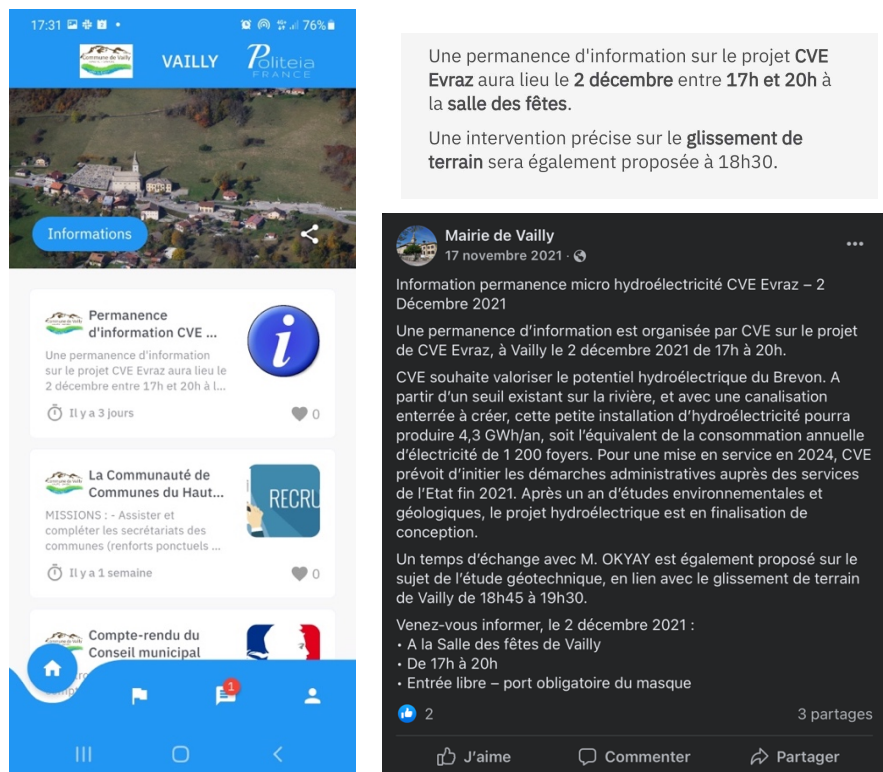 17:31
76%
Commune de Vailly
VAILLY
Politeia
FRANCE
Informations
Permanence
d'information CVE ...
Une permanence d'information
sur le projet CVE Evraz aura lieu le
2 décembre entre 17h et 20h à l...
Il y a 3 jours
0
La Communauté de
Communes du Haut...
MISSIONS : - Assister et
compléter les secrétariats des
communes (renforts ponctuels ...
Il y a 1 semaine
0
RECRU
Compte-rendu du
Conseil municipal
1
Une permanence d'information sur le projet CVE
Evraz aura lieu le 2 décembre entre 17h et 20h à
la salle des fêtes.
Une intervention précise sur le glissement de
terrain sera également proposée à 18h30.
Mairie de Vailly
17 novembre 2021 ·
Information permanence micro hydroélectricité CVE Evraz – 2
Décembre 2021
Une permanence d'information est organisée par CVE sur le projet
de CVE Evraz, à Vailly le 2 décembre 2021 de 17h à 20h.
CVE souhaite valoriser le potentiel hydroélectrique du Brevon. A
partir d'un seuil existant sur la rivière, et avec une canalisation
enterrée à créer, cette petite installation d'hydroélectricité pourra
produire 4,3 GWh/an, soit l'équivalent de la consommation annuelle
d'électricité de 1 200 foyers. Pour une mise en service en 2024, CVE
prévoit d'initier les démarches administratives auprès des services
de l'Etat fin 2021. Après un an d'études environnementales et
géologiques, le projet hydroélectrique est en finalisation de
conception.
Un temps d'échange avec M. OKYAY est également proposé sur le
sujet de l'étude géotechnique, en lien avec le glissement de terrain
de Vailly de 18h45 à 19h30.
Venez-vous informer, le 2 décembre 2021 :
• A la Salle des fêtes de Vailly
• De 17h à 20h
• Entrée libre – port obligatoire du masque
2
3 partages
J'aime
Commenter
Partager